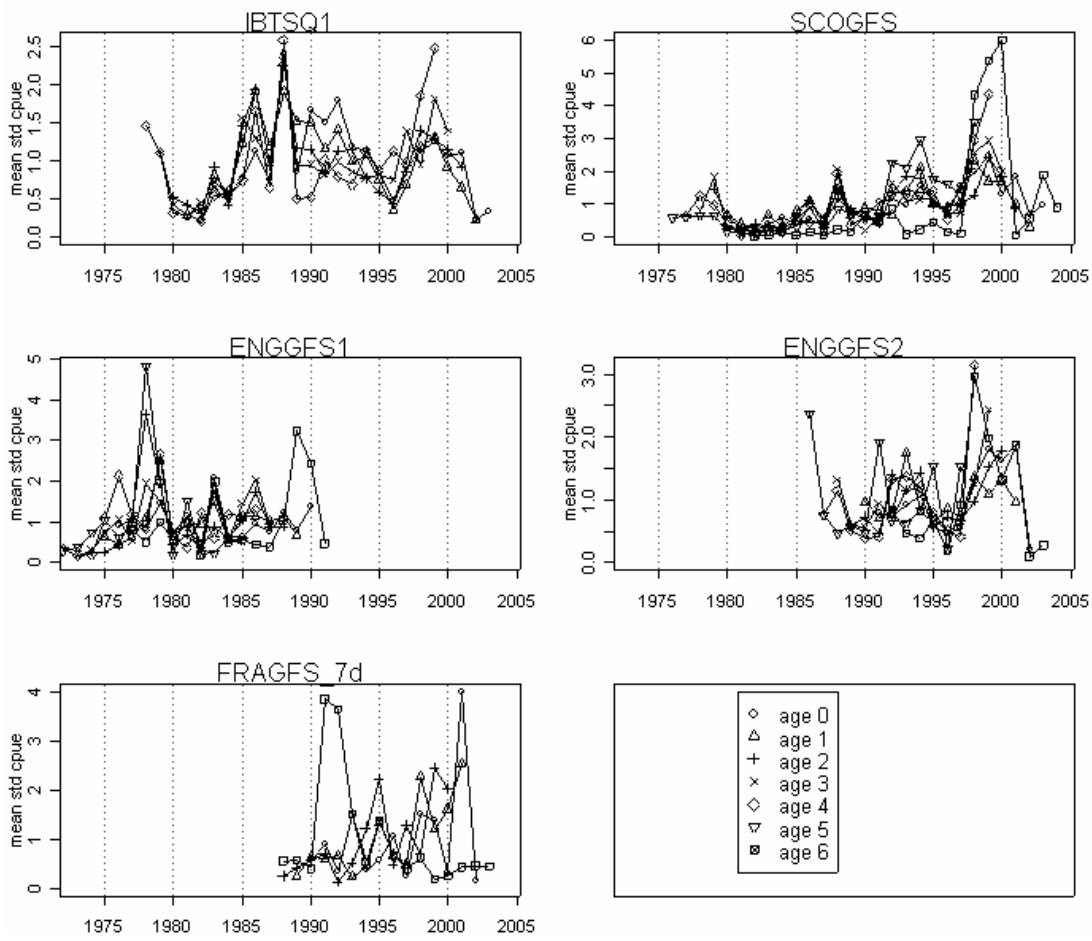 IBTSQ1
mean std cpue
2.5
2.0
1.5
1.0
0.5
0.0
1975 1980 1985 1990 1995 2000 2005
SCOGFS
mean std cpue
6
5
4
3
2
1
0
1975 1980 1985 1990 1995 2000 2005
ENGGFS1
mean std cpue
5
4
3
2
1
0
1975 1980 1985 1990 1995 2000 2005
ENGGFS2
mean std cpue
3.0
2.0
1.0
0.0
1975 1980 1985 1990 1995 2000 2005
FRAGFS_7d
mean std cpue
4
3
2
1
0
1975 1980 1985 1990 1995 2000 2005
age 0
age 1
age 2
age 3
age 4
age 5
age 6